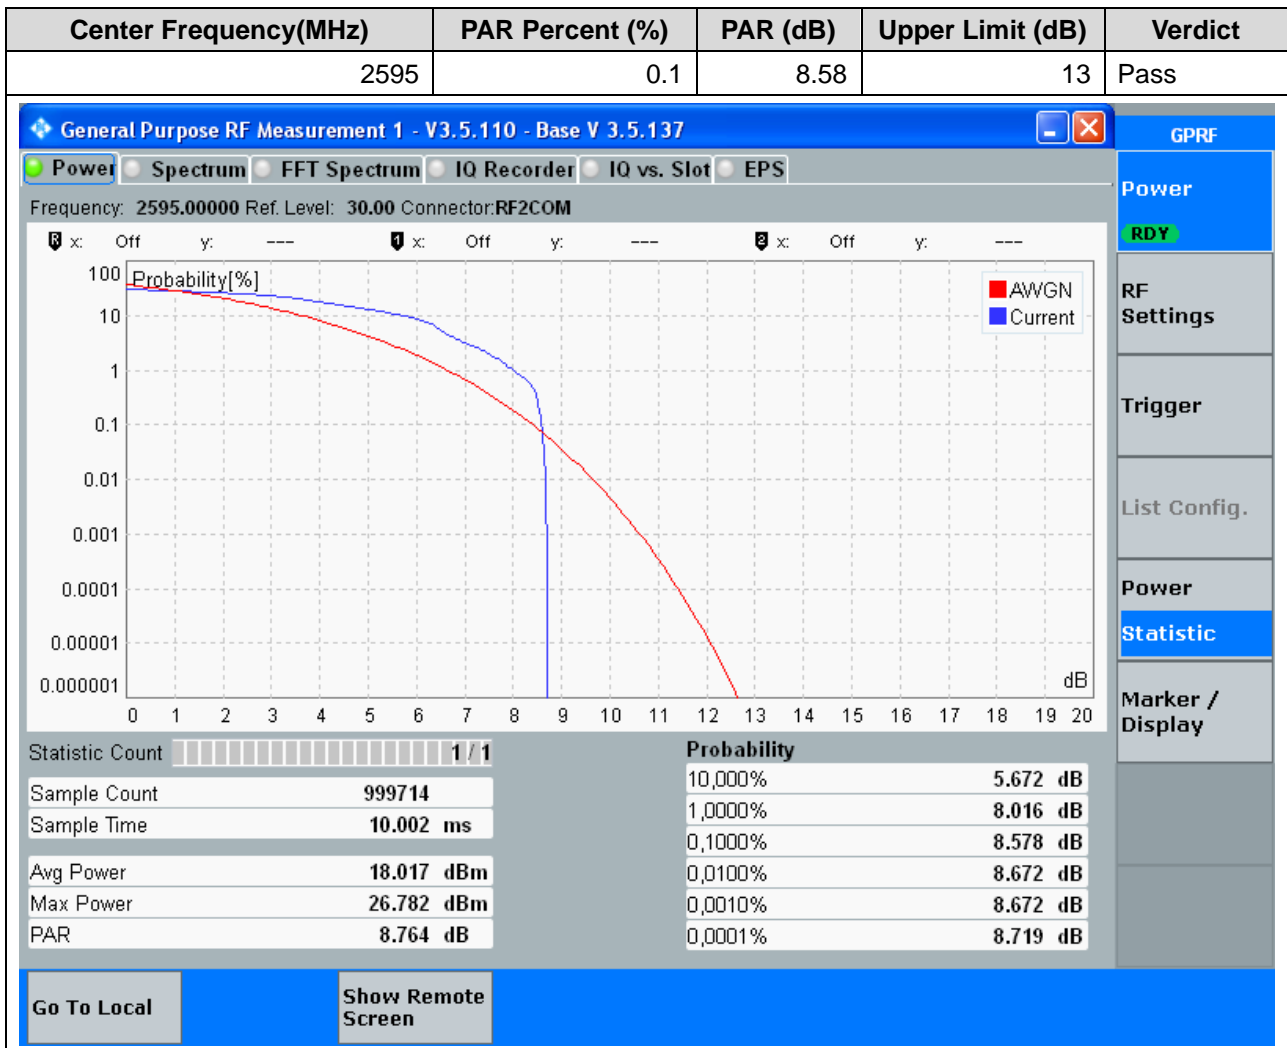 Center Frequency(MHz) PAR Percent (%) PAR (dB) Upper Limit (dB) Verdict
2595 0.1 8.58 13 Pass
General Purpose RF Measurement 1 - V3.5.110 - Base V 3.5.137
GPRF
Power Spectrum FFT Spectrum IQ Recorder IQ vs. Slot EPS
Frequency: 2595.00000 Ref. Level: 30.00 Connector:RF2COM
R x: Off y: --- 1 x: Off y: --- 2 x: Off y: ---
Probability[%]
AWGN
Current
100
10
1
0.1
0.01
0.001
0.0001
0.00001
0.000001
dB
0 1 2 3 4 5 6 7 8 9 10 11 12 13 14 15 16 17 18 19 20
Statistic Count 1 / 1
Sample Count 999714
Sample Time 10.002 ms
Avg Power 18.017 dBm
Max Power 26.782 dBm
PAR 8.764 dB
Probability
10,000% 5.672 dB
1,0000% 8.016 dB
0,1000% 8.578 dB
0,0100% 8.672 dB
0,0010% 8.672 dB
0,0001% 8.719 dB
Power
RDY
RF
Settings
Trigger
List Config.
Power
Statistic
Marker /
Display
Go To Local
Show Remote
Screen